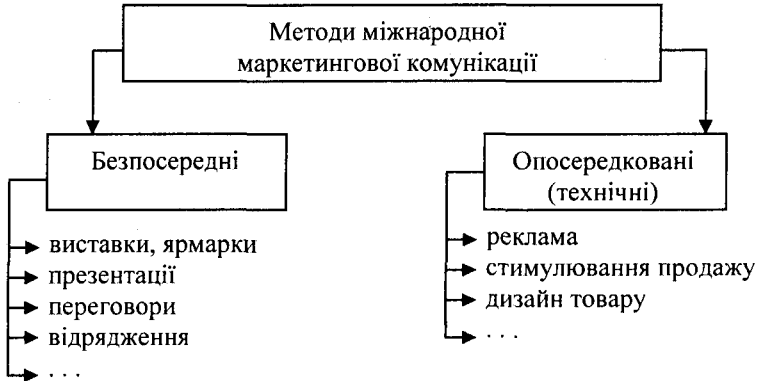 Методи міжнародної
маркетингової комунікації
Безпосередні
Опосередковані
(технічні)
виставки, ярмарки
презентації
переговори
відрядження
. . .
реклама
стимулювання продажу
дизайн товару
. . .